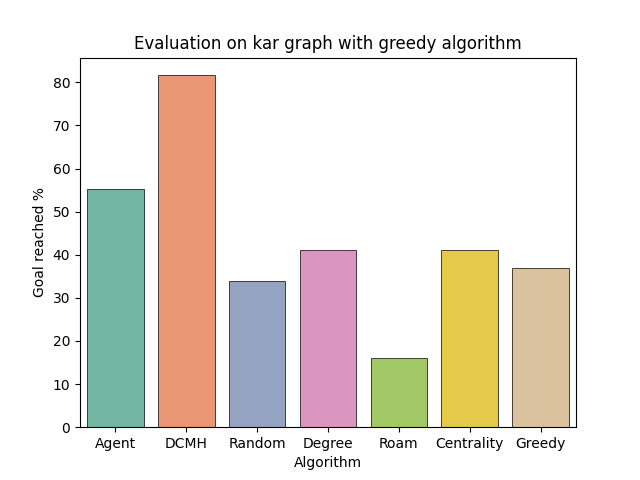 Evaluation on kar graph with greedy algorithm
Goal reached %
80
70
60
50
40
30
20
10
0
Agent DCMH Random Degree Roam Centrality Greedy
Algorithm